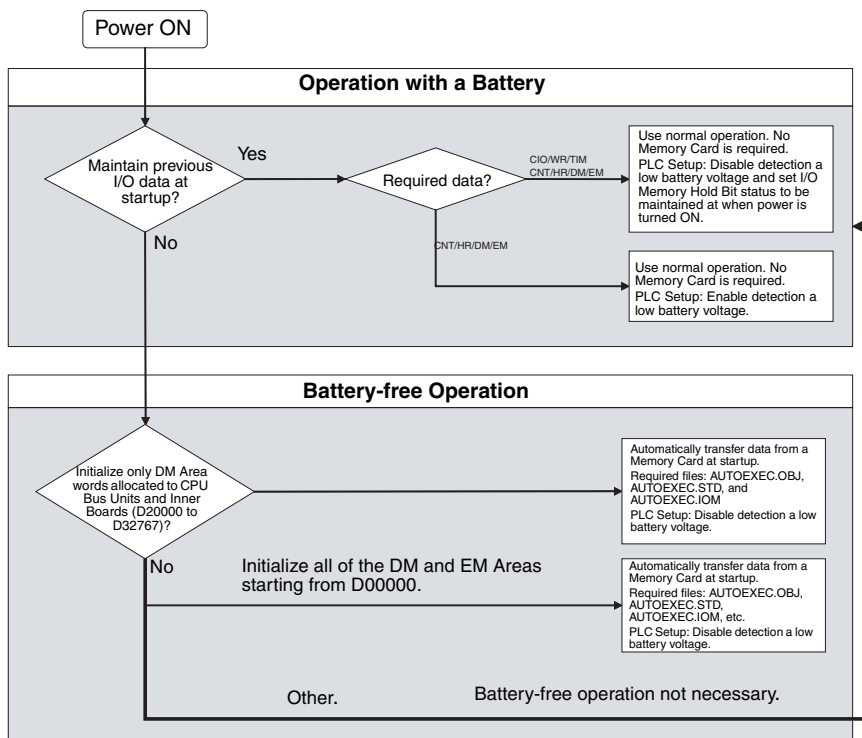 Power ON
Operation with a Battery
Maintain previous
I/O data at
startup?
Yes
No
Required data?
CIO/WR/TIM
CNT/HR/DM/EM
CNT/HR/DM/EM
Use normal operation. No
Memory Card is required.
PLC Setup: Disable detection a
low battery voltage and set I/O
Memory Hold Bit status to be
maintained at when power is
turned ON.
Use normal operation. No
Memory Card is required.
PLC Setup: Enable detection a
low battery voltage.
Battery-free Operation
Initialize only DM Area
words allocated to CPU
Bus Units and Inner
Boards (D20000 to
D32767)?
Automatically transfer data from a
Memory Card at startup.
Required files: AUTOEXEC.OBJ,
AUTOEXEC.STD, and
AUTOEXEC.IOM
PLC Setup: Disable detection a low
battery voltage.
No
Initialize all of the DM and EM Areas
starting from D00000.
Automatically transfer data from a
Memory Card at startup.
Required files: AUTOEXEC.OBJ,
AUTOEXEC.STD,
AUTOEXEC.IOM, etc.
PLC Setup: Disable detection a low
battery voltage.
Other.
Battery-free operation not necessary.